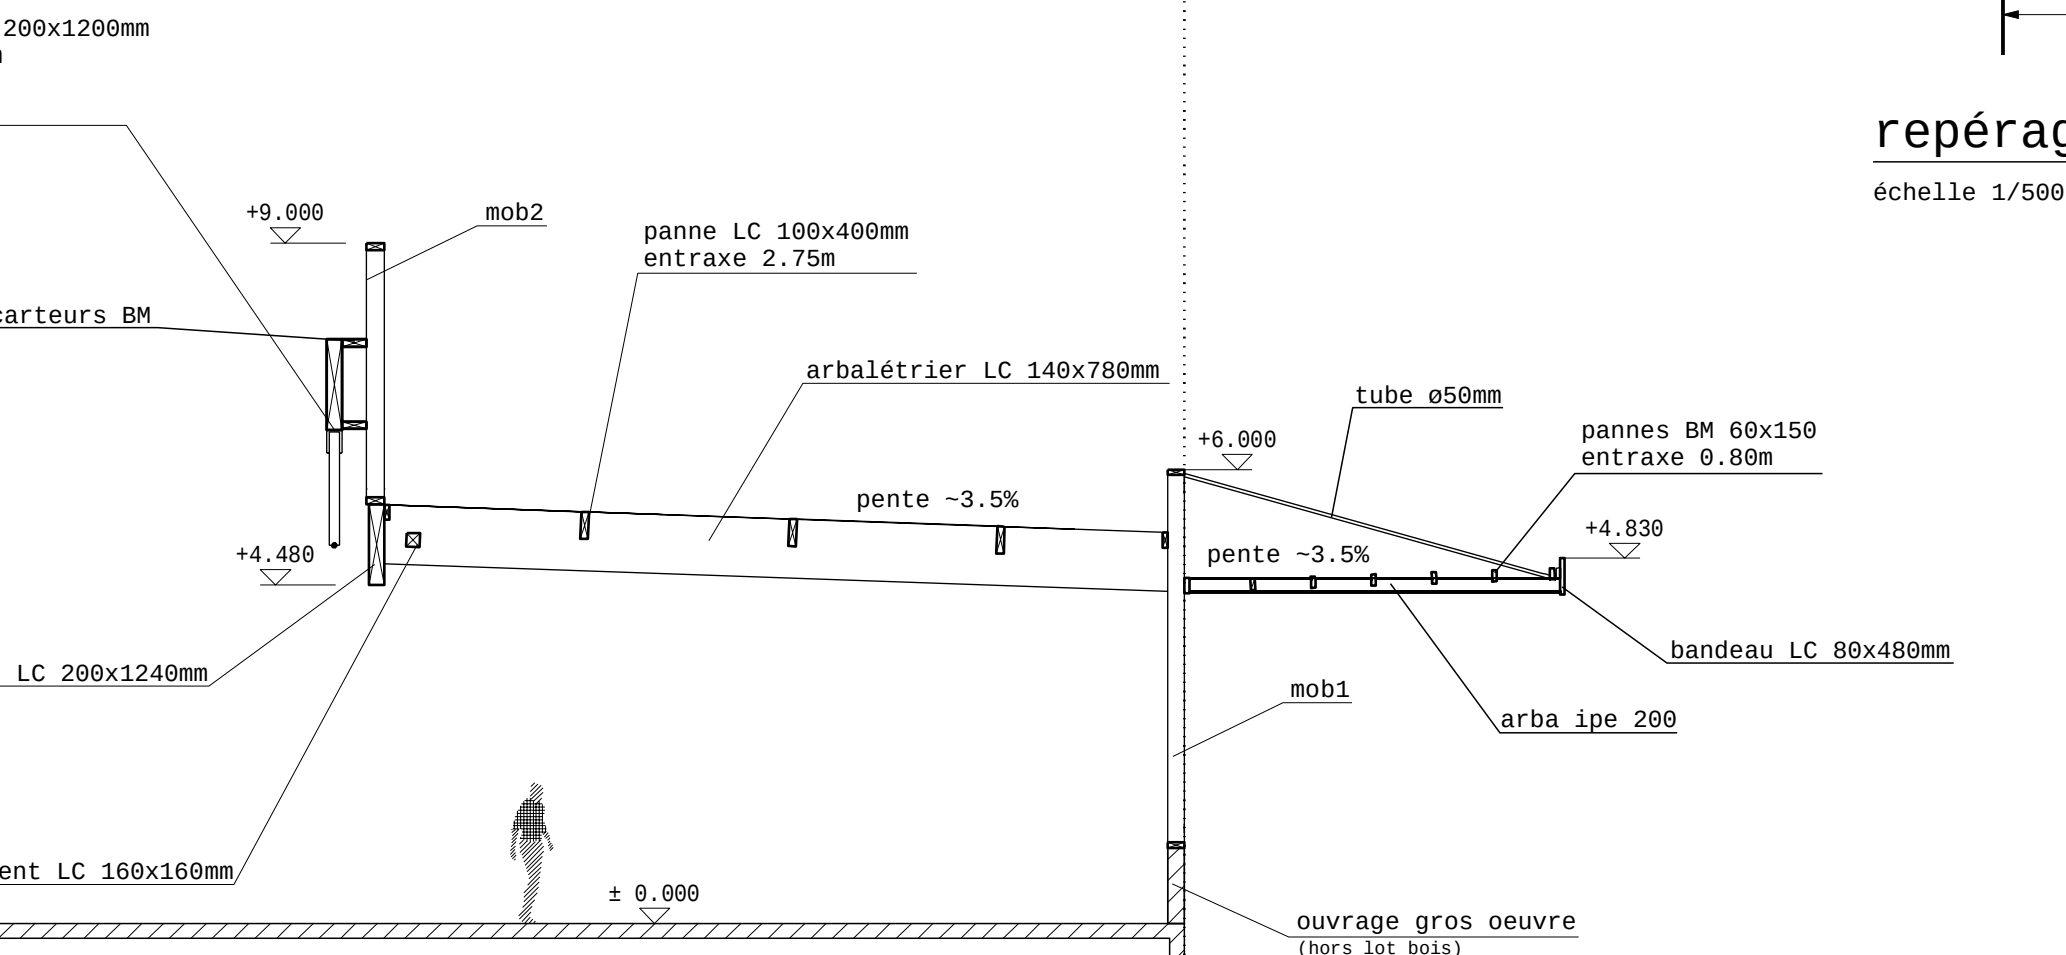 200x1200mm
repérag
échelle 1/500
+9.000
mob2
panne LC 100x400mm
entraxe 2.75m
carteurs BM
arbalétrier LC 140x780mm
tube ø50mm
+6.000
pannes BM 60x150
entraxe 0.80m
pente ~3.5%
+4.830
+4.480
pente ~3.5%
bandeau LC 80x480mm
LC 200x1240mm
mob1
arba ipe 200
ent LC 160x160mm
± 0.000
ouvrage gros oeuvre
(hors lot bois)